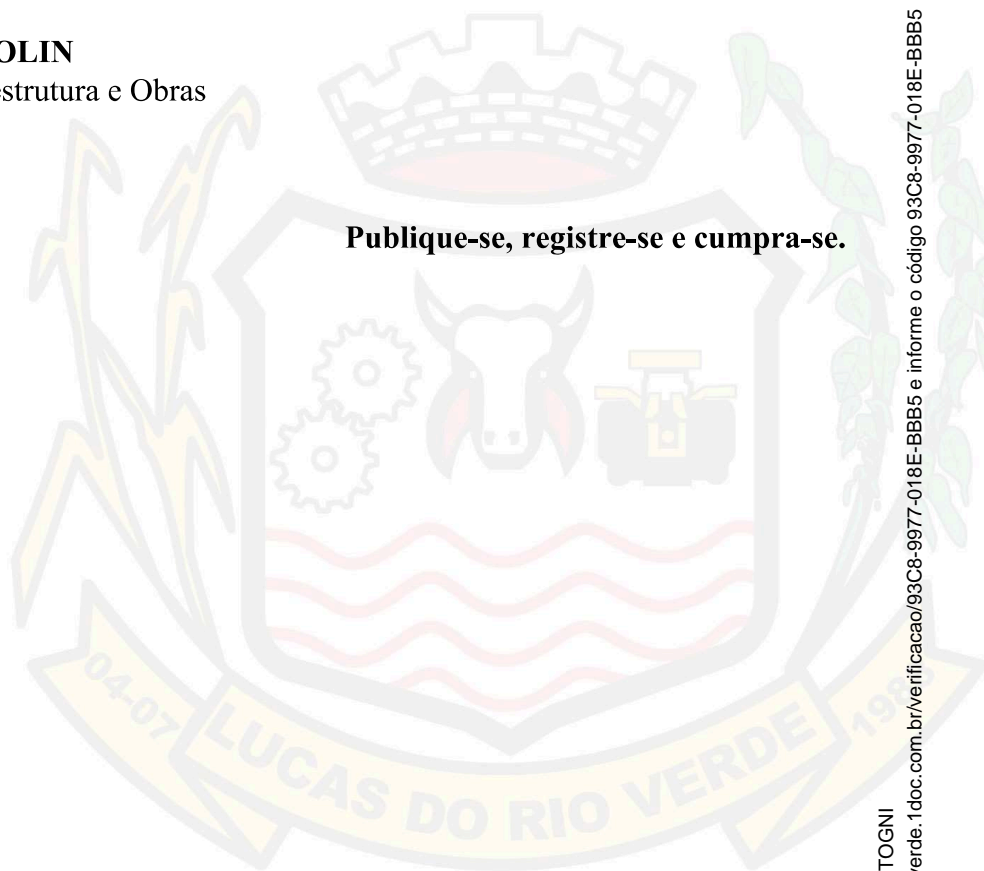 OLIN
estrutura e Obras
Publique-se, registre-se e cumpra-se.
04-07
LUCAS DO RIO VERDE
1988
TOGNI
verde.1doc.com.br/verificacao/93C8-9977-018E-BBB5 e informe o código 93C8-9977-018E-BBB5